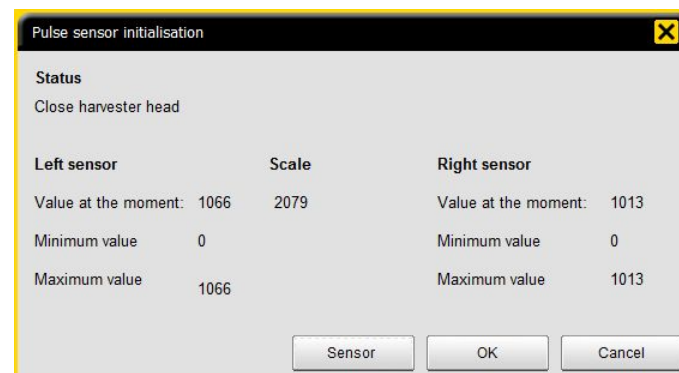 Pulse sensor initialisation
Status
Close harvester head
Left sensor Scale Right sensor
Value at the moment: 1066 2079 Value at the moment: 1013
Minimum value 0 Minimum value 0
Maximum value 1066 Maximum value 1013
Sensor OK Cancel